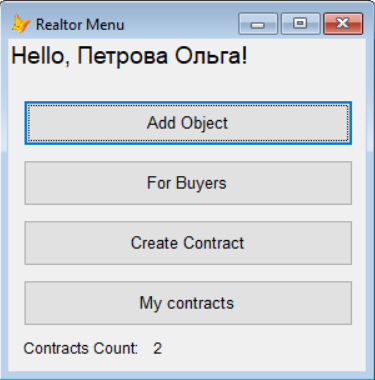 Realtor Menu
Hello, Петрова Ольга!
Add Object
For Buyers
Create Contract
My contracts
Contracts Count: 2